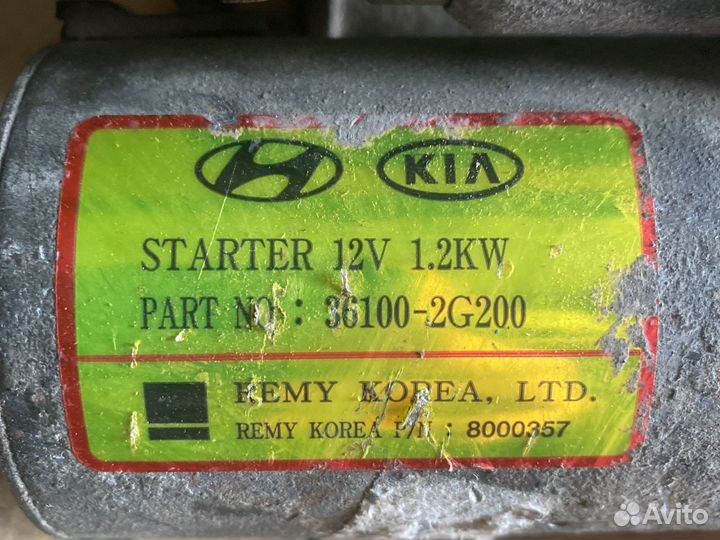 KIA
STARTER 12V 1.2KW
PART NO : 36100-2G200
REMY KOREA, LTD.
REMY KOREA P/N : 8000357
Avito